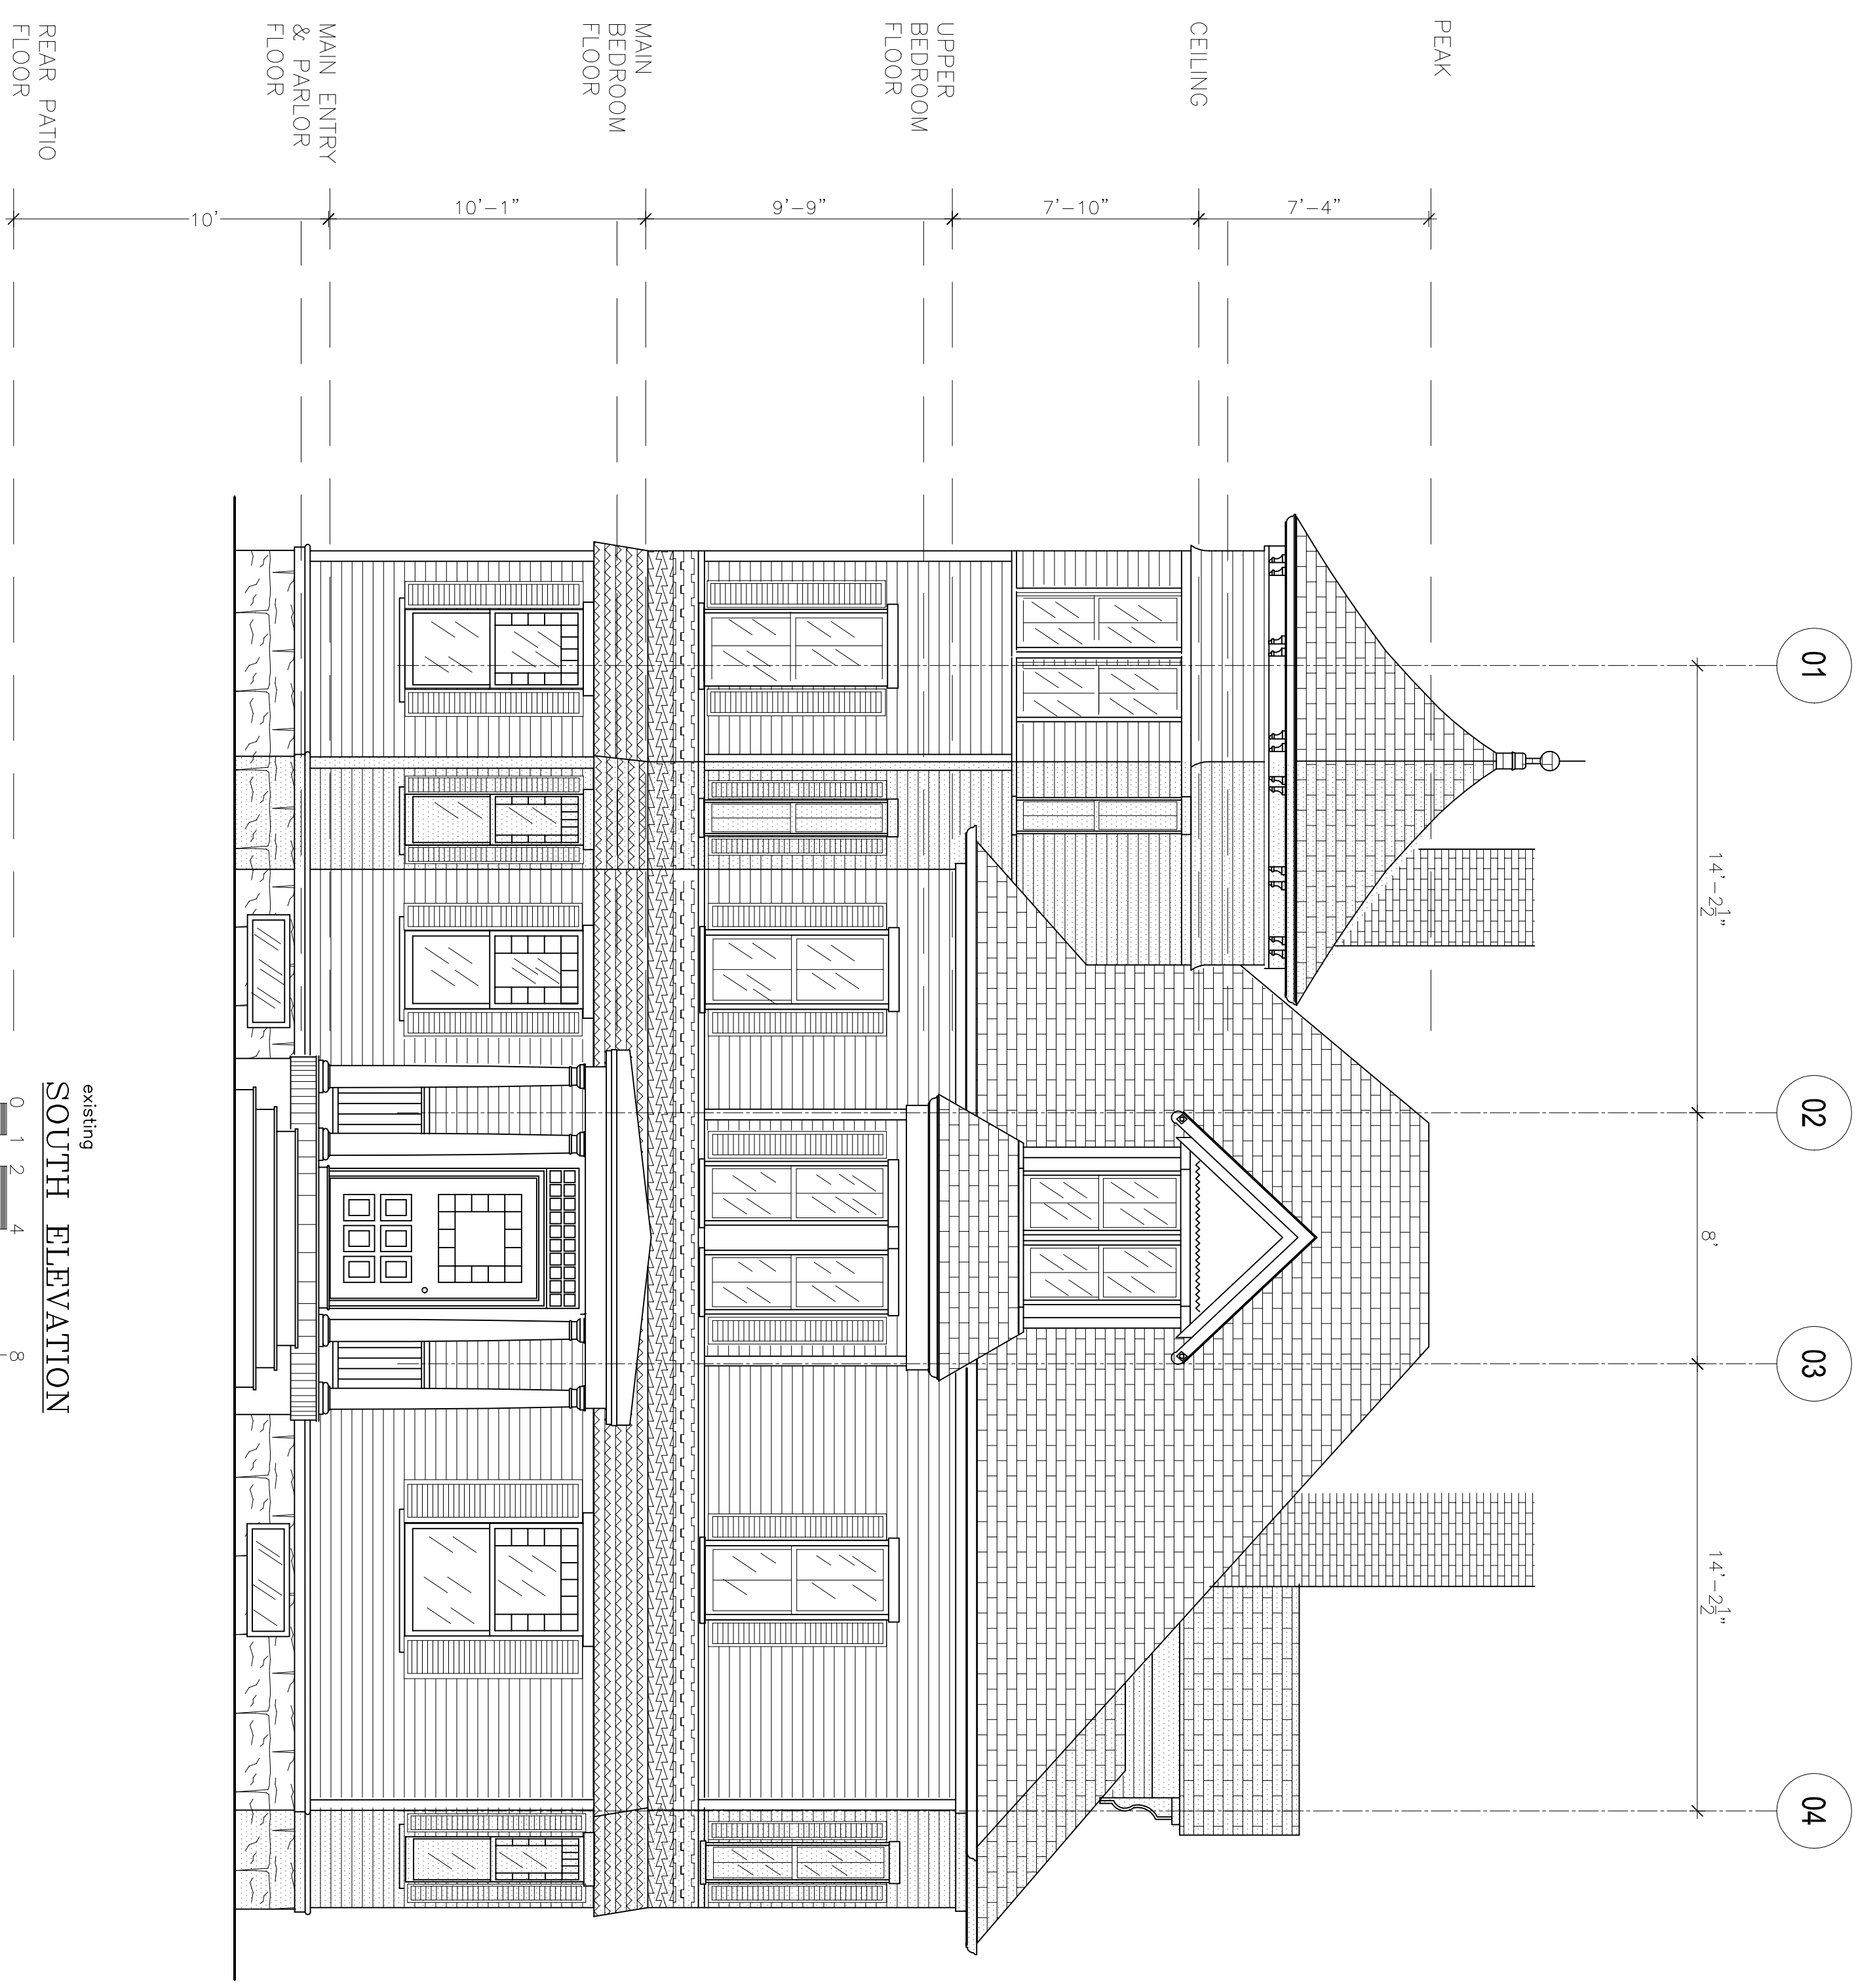 01
02
03
04
14'-2½"
8'
14'-2½"
PEAK
7'-4"
CEILING
7'-10"
UPPER
BEDROOM
FLOOR
9'-9"
MAIN
BEDROOM
FLOOR
10'-1"
MAIN ENTRY
& PARLOR
FLOOR
10'
REAR PATIO
FLOOR
existing
SOUTH ELEVATION
0 1 2 4 8